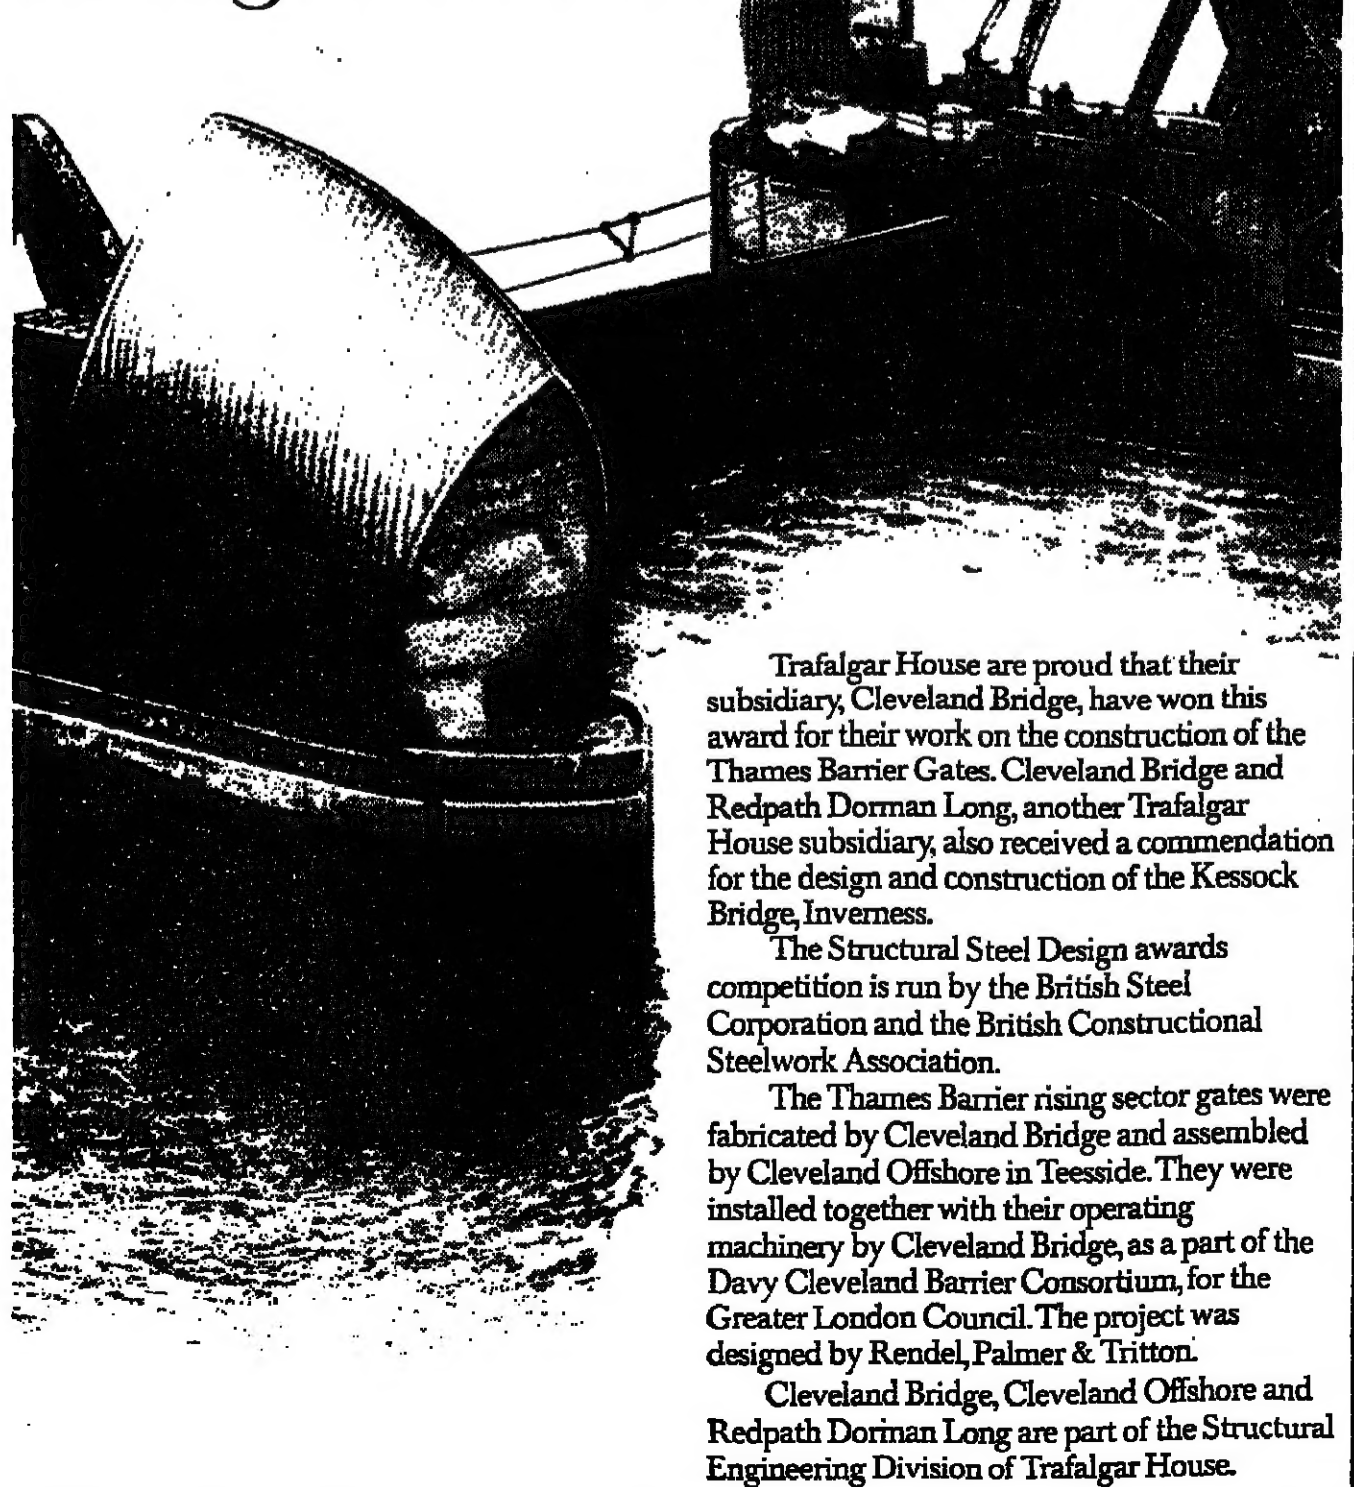 Trafalgar House are proud that their
subsidiary, Cleveland Bridge, have won this
award for their work on the construction of the
Thames Barrier Gates. Cleveland Bridge and
Redpath Dorman Long, another Trafalgar
House subsidiary, also received a commendation
for the design and construction of the Kessock
Bridge, Inverness.
The Structural Steel Design awards
competition is run by the British Steel
Corporation and the British Constructional
Steelwork Association.
The Thames Barrier rising sector gates were
fabricated by Cleveland Bridge and assembled
by Cleveland Offshore in Teesside. They were
installed together with their operating
machinery by Cleveland Bridge, as a part of the
Davy Cleveland Barrier Consortium, for the
Greater London Council. The project was
designed by Rendel, Palmer & Tritton.
Cleveland Bridge, Cleveland Offshore and
Redpath Dorman Long are part of the Structural
Engineering Division of Trafalgar House.